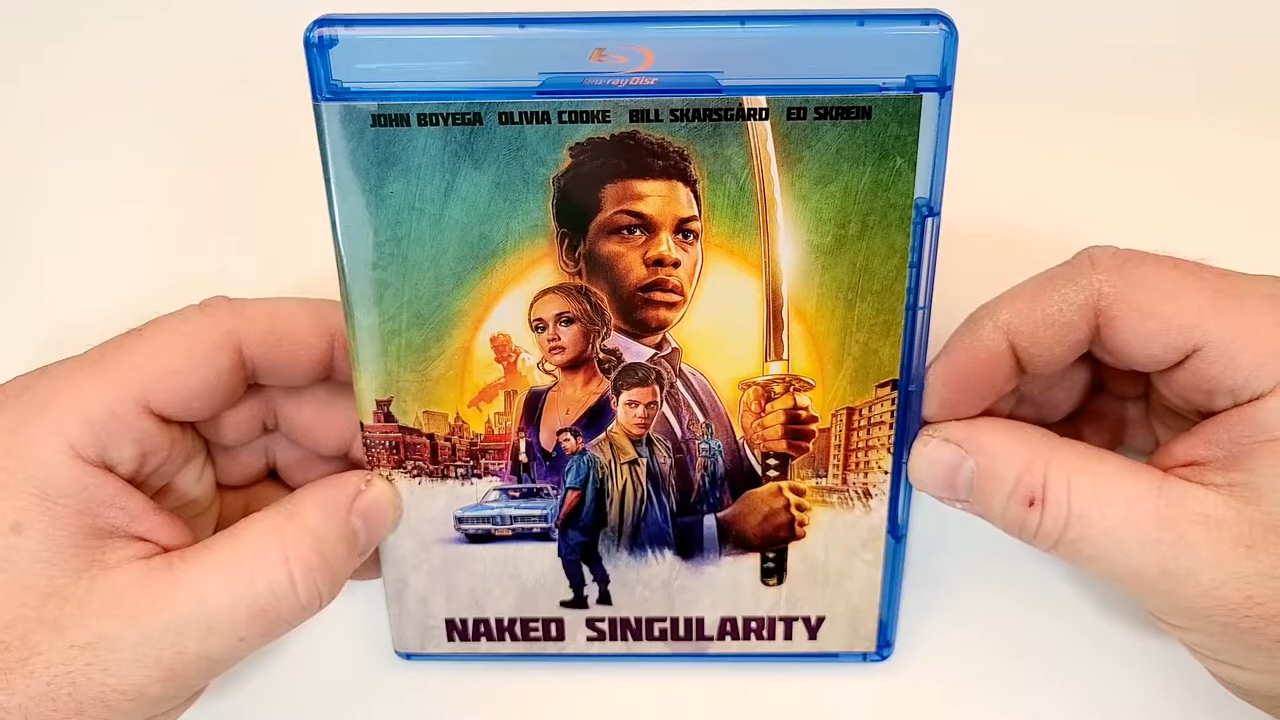 Blu-ray Disc
JOHN BOYEGA OLIVIA COOKE BILL SKARSGÅRD ED SKREIN
NAKED SINGULARITY